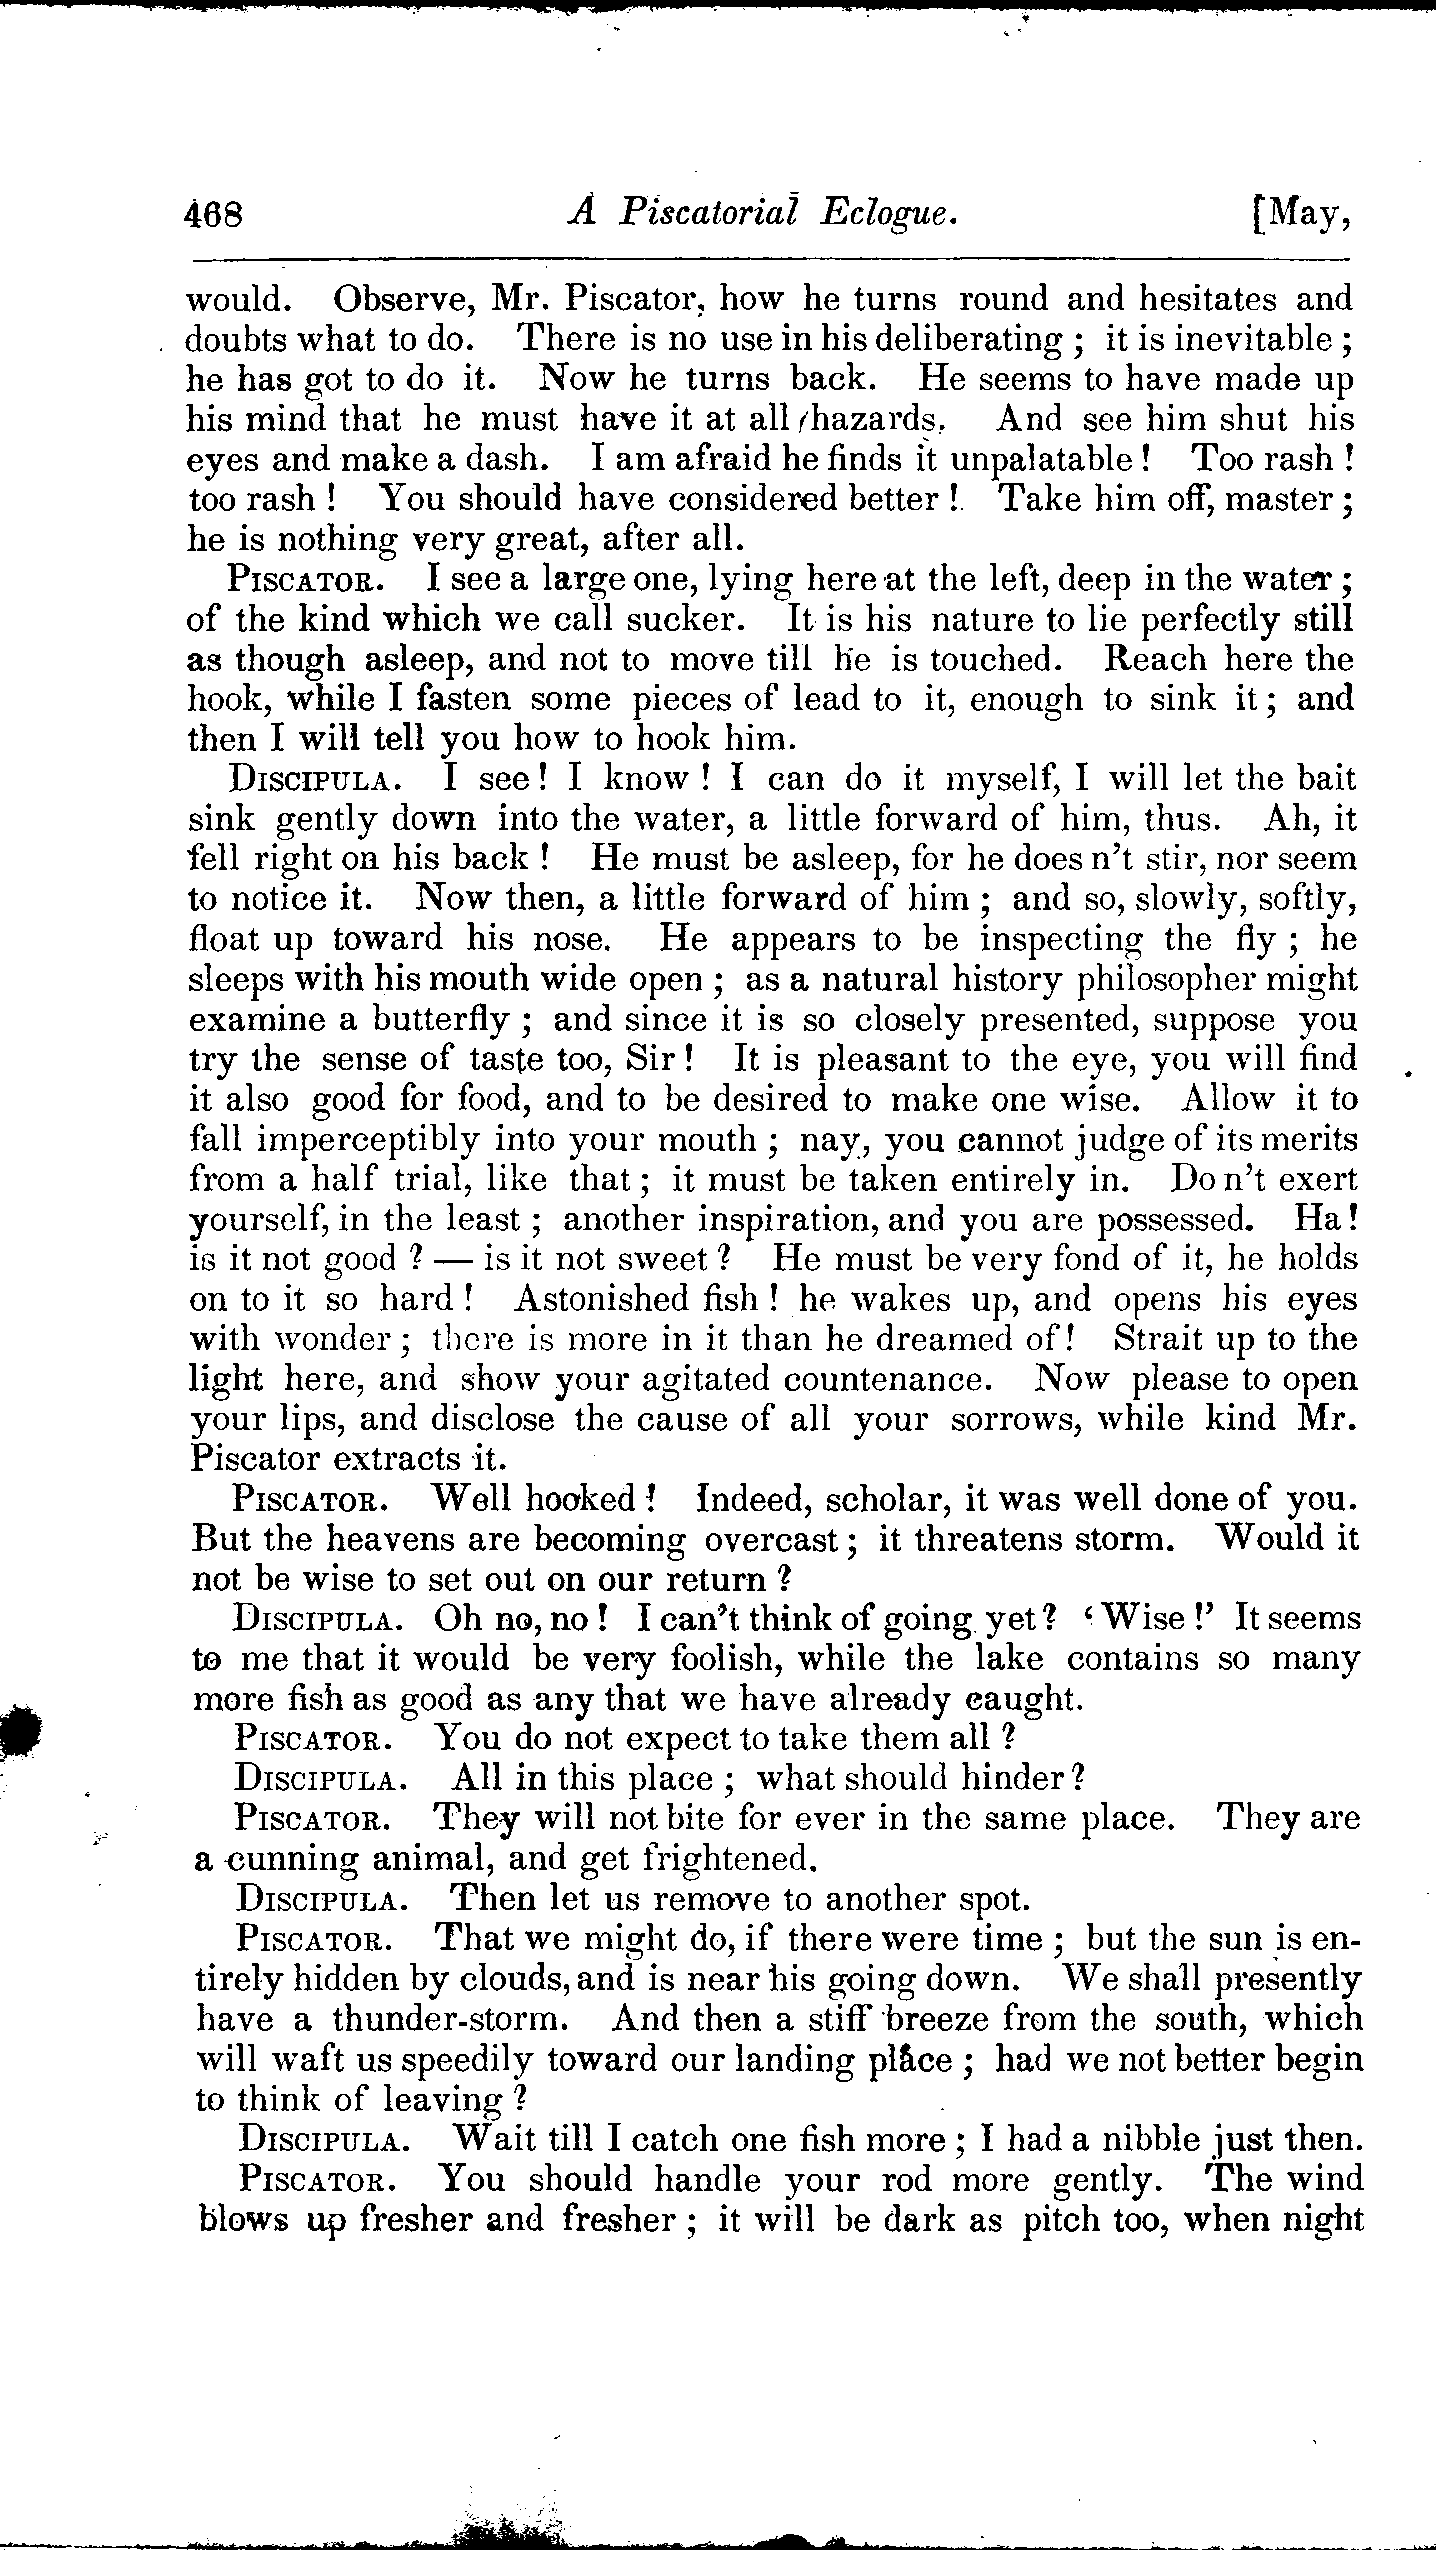 468 A Piscatorial Eclogue. [May,
would. Observe, Mr. Piscator, how he turns round and hesitates and
doubts what to do. There is no use in his deliberating ; it is inevitable ;
he has got to do it. Now he turns back. He seems to have made up
his mind that he must have it at all hazards. And see him shut his
eyes and make a dash. I am afraid he finds it unpalatable ! Too rash !
too rash ! You should have considered better ! Take him off, master ;
he is nothing very great, after all.
PISCATOR. I see a large one, lying here at the left, deep in the water ;
of the kind which we call sucker. It is his nature to lie perfectly still
as though asleep, and not to move till he is touched. Reach here the
hook, while I fasten some pieces of lead to it, enough to sink it ; and
then I will tell you how to hook him.
DISCIPULA. I see ! I know ! I can do it myself, I will let the bait
sink gently down into the water, a little forward of him, thus. Ah, it
fell right on his back ! He must be asleep, for he does n't stir, nor seem
to notice it. Now then, a little forward of him ; and so, slowly, softly,
float up toward his nose. He appears to be inspecting the fly ; he
sleeps with his mouth wide open ; as a natural history philosopher might
examine a butterfly ; and since it is so closely presented, suppose you
try the sense of taste too, Sir ! It is pleasant to the eye, you will find
it also good for food, and to be desired to make one wise. Allow it to
fall imperceptibly into your mouth ; nay, you cannot judge of its merits
from a half trial, like that ; it must be taken entirely in. Do n't exert
yourself, in the least ; another inspiration, and you are possessed. Ha !
is it not good ? — is it not sweet ? He must be very fond of it, he holds
on to it so hard ! Astonished fish ! he wakes up, and opens his eyes
with wonder ; there is more in it than he dreamed of ! Strait up to the
light here, and show your agitated countenance. Now please to open
your lips, and disclose the cause of all your sorrows, while kind Mr.
Piscator extracts it.
PISCATOR. Well hooked ! Indeed, scholar, it was well done of you.
But the heavens are becoming overcast ; it threatens storm. Would it
not be wise to set out on our return ?
DISCIPULA. Oh no, no ! I can't think of going yet ? ‘Wise !’ It seems
to me that it would be very foolish, while the lake contains so many
more fish as good as any that we have already caught.
PISCATOR. You do not expect to take them all ?
DISCIPULA. All in this place ; what should hinder ?
PISCATOR. They will not bite for ever in the same place. They are
a cunning animal, and get frightened.
DISCIPULA. Then let us remove to another spot.
PISCATOR. That we might do, if there were time ; but the sun is en-
tirely hidden by clouds, and is near his going down. We shall presently
have a thunder-storm. And then a stiff breeze from the south, which
will waft us speedily toward our landing place ; had we not better begin
to think of leaving ?
DISCIPULA. Wait till I catch one fish more ; I had a nibble just then.
PISCATOR. You should handle your rod more gently. The wind
blows up fresher and fresher ; it will be dark as pitch too, when night